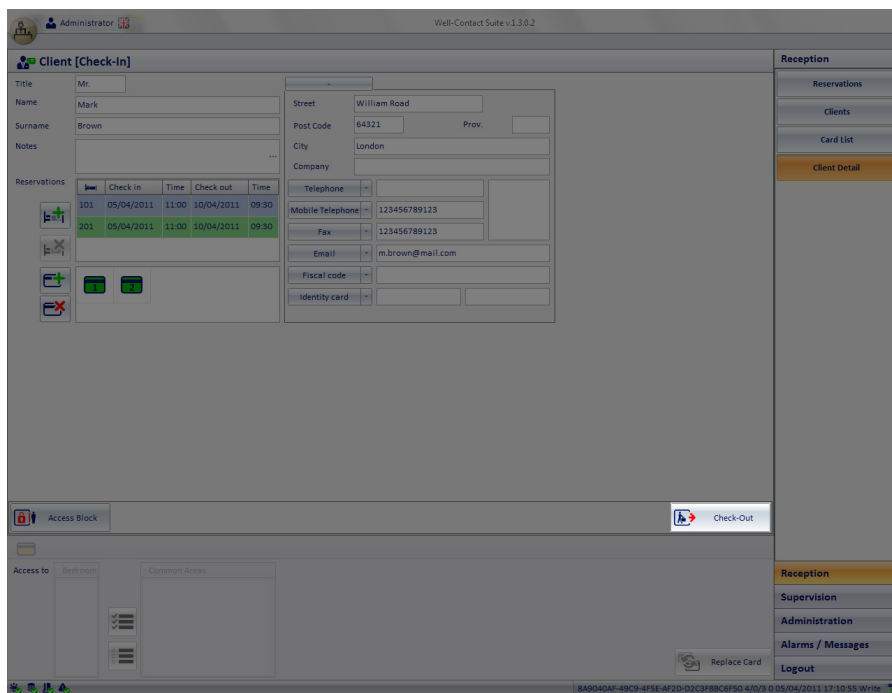 Administrator
Well-Contact Suite v.1.3.0.2
Client [Check-In]
Title Mr.
Name Mark
Surname Brown
Notes
...
-
Street William Road
Post Code 64321 Prov.
City London
Company
Reservations
Check in Time Check out Time
101 05/04/2011 11:00 10/04/2011 09:30
201 05/04/2011 11:00 10/04/2011 09:30
1 2
Telephone -
Mobile Telephone - 123456789123
Fax - 123456789123
Email - m.brown@mail.com
Fiscal code -
Identity card -
Access Block
Check-Out
Access to Bedroom Common Areas
Replace Card
Reception
Reservations
Clients
Card List
Client Detail
Reception
Supervision
Administration
Alarms / Messages
Logout
8A9040AF-49C9-4F5E-AF2D-D2C3FBBC6F50 4/0/3.0 05/04/2011 17:10:55 Write